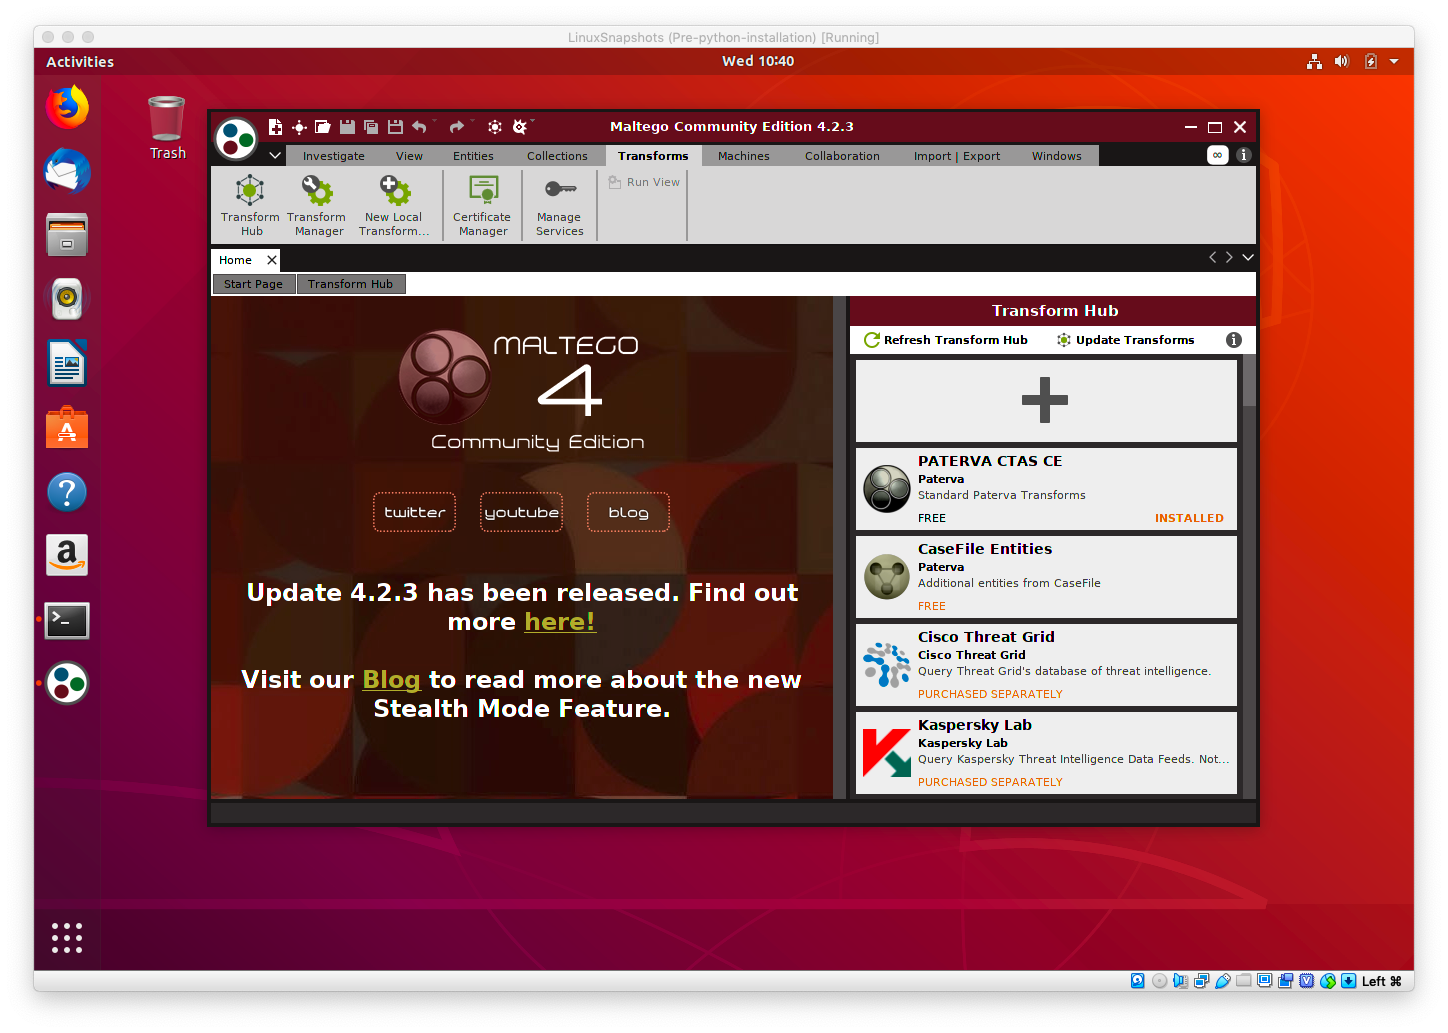 LinuxSnapshots (Pre-python-installation) [Running]
Activities
Wed 10:40
Trash
Maltego Community Edition 4.2.3
Investigate View Entities Collections Transforms Machines Collaboration Import | Export Windows
Transform Hub
Transform Manager
New Local Transform...
Certificate Manager
Manage Services
Run View
Home
Start Page
Transform Hub
MALTEGO
4
Community Edition
twitter youtube blog
Update 4.2.3 has been released. Find out
more here!
Visit our Blog to read more about the new
Stealth Mode Feature.
Transform Hub
Refresh Transform Hub Update Transforms
PATERVA CTAS CE
Paterva
Standard Paterva Transforms
FREE INSTALLED
CaseFile Entities
Paterva
Additional entities from CaseFile
FREE
Cisco Threat Grid
Cisco Threat Grid
Query Threat Grid's database of threat intelligence.
PURCHASED SEPARATELY
Kaspersky Lab
Kaspersky Lab
Query Kaspersky Threat Intelligence Data Feeds. Not...
PURCHASED SEPARATELY
Left ⌘